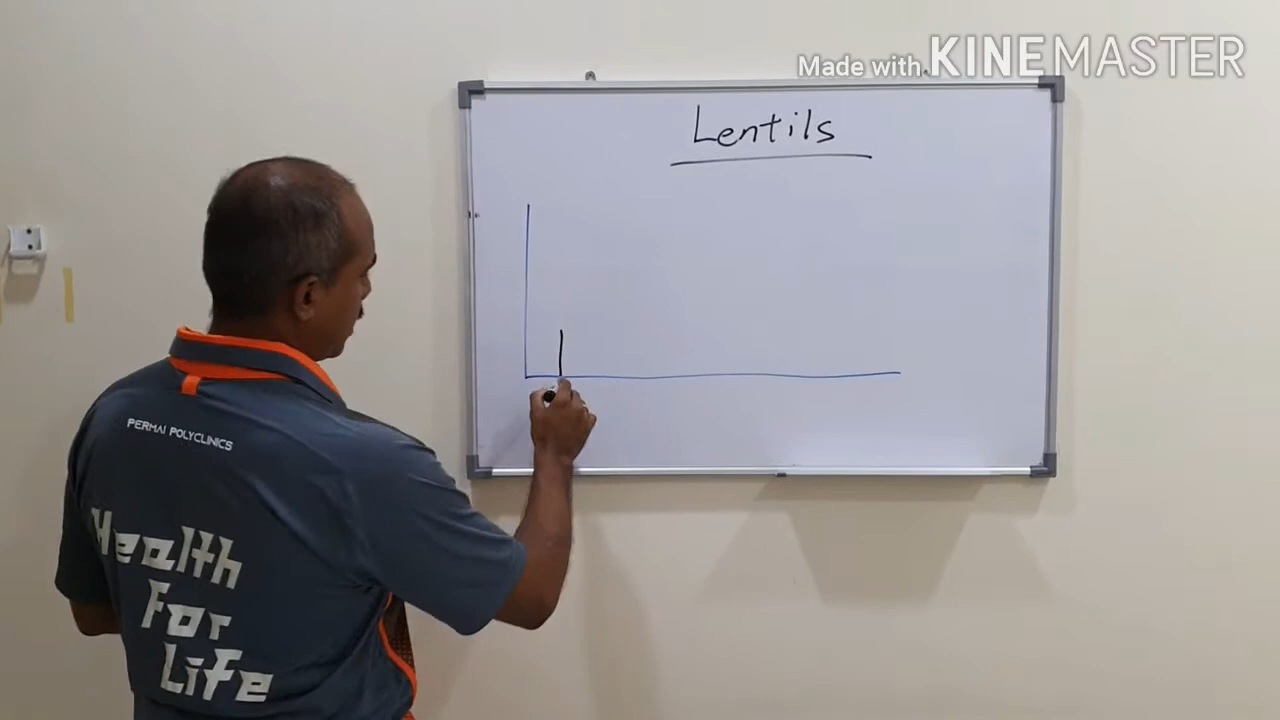 Made with KINEMASTER
Lentils
PERMAI POLYCLINICS
Health
For
Life